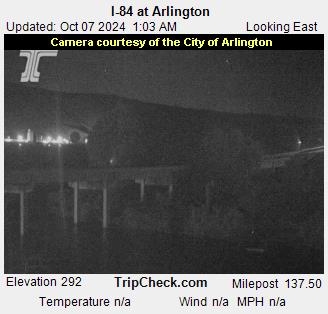 I-84 at Arlington
Updated: Oct 07 2024 1:03 AM Looking East
Camera courtesy of the City of Arlington
Elevation 292 TripCheck.com Milepost 137.50
Temperature n/a Wind n/a MPH n/a